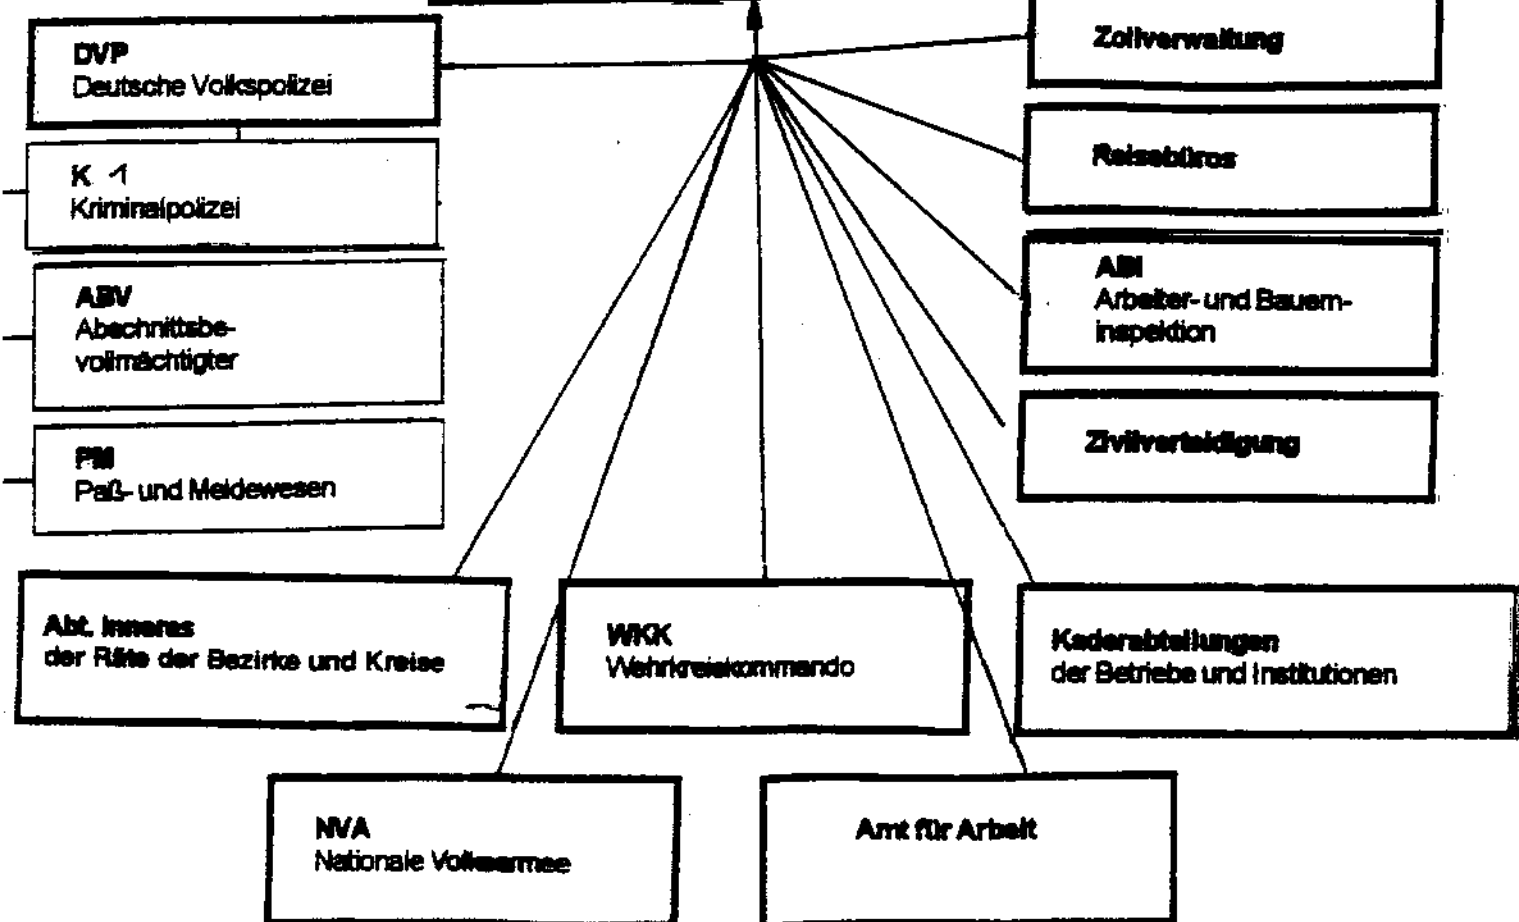 DVP
Deutsche Volkspolizei
K 1
Kriminalpolizei
ABV
Abschnittsbe-
vollmächtigter
PM
Paß- und Meldewesen
Zollverwaltung
Reisebüros
ABI
Arbeiter- und Bauern-
inspektion
Zivilverteidigung
Abt. Inneres
der Räte der Bezirke und Kreise
WKK
Wehrkreiskommando
Kaderabteilungen
der Betriebe und Institutionen
NVA
Nationale Volksarmee
Amt für Arbeit